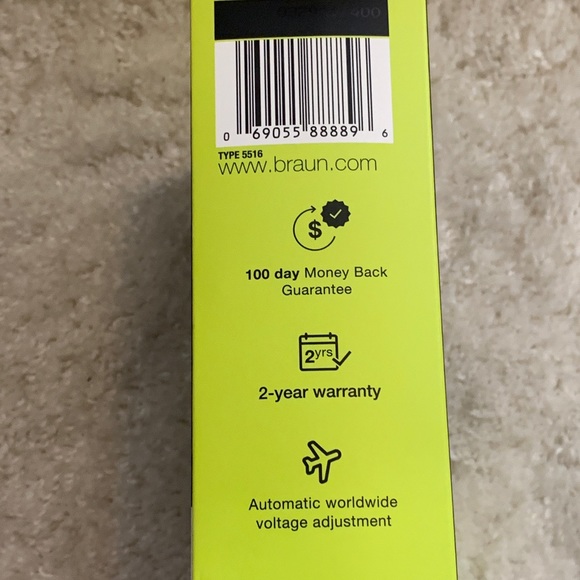 0 69055 88889 6
TYPE 5516
www.braun.com
$
100 day Money Back
Guarantee
2yrs
2-year warranty
Automatic worldwide
voltage adjustment